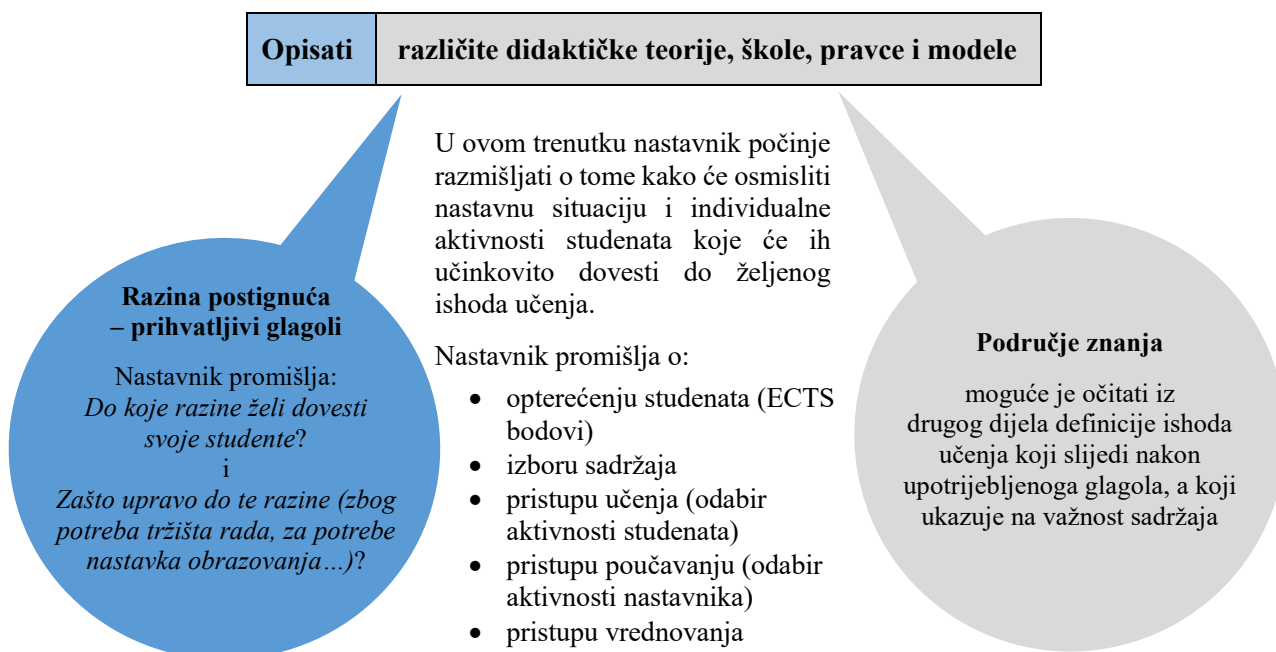 Opisati različite didaktičke teorije, škole, pravce i modele
U ovom trenutku nastavnik počinje
razmišljati o tome kako će osmisliti
nastavnu situaciju i individualne
aktivnosti studenata koje će ih
učinkovito dovesti do željenog
ishoda učenja.
Nastavnik promišlja o:
• opterećenju studenata (ECTS
bodovi)
• izboru sadržaja
• pristupu učenja (odabir
aktivnosti studenata)
• pristupu poučavanju (odabir
aktivnosti nastavnika)
• pristupu vrednovanja
Razina postignuća
– prihvatljivi glagoli
Nastavnik promišlja:
Do koje razine želi dovesti
svoje studente?
i
Zašto upravo do te razine (zbog
potreba tržišta rada, za potrebe
nastavka obrazovanja…)?
Područje znanja
moguće je očitati iz
drugog dijela definicije ishoda
učenja koji slijedi nakon
upotrijebljenoga glagola, a koji
ukazuje na važnost sadržaja